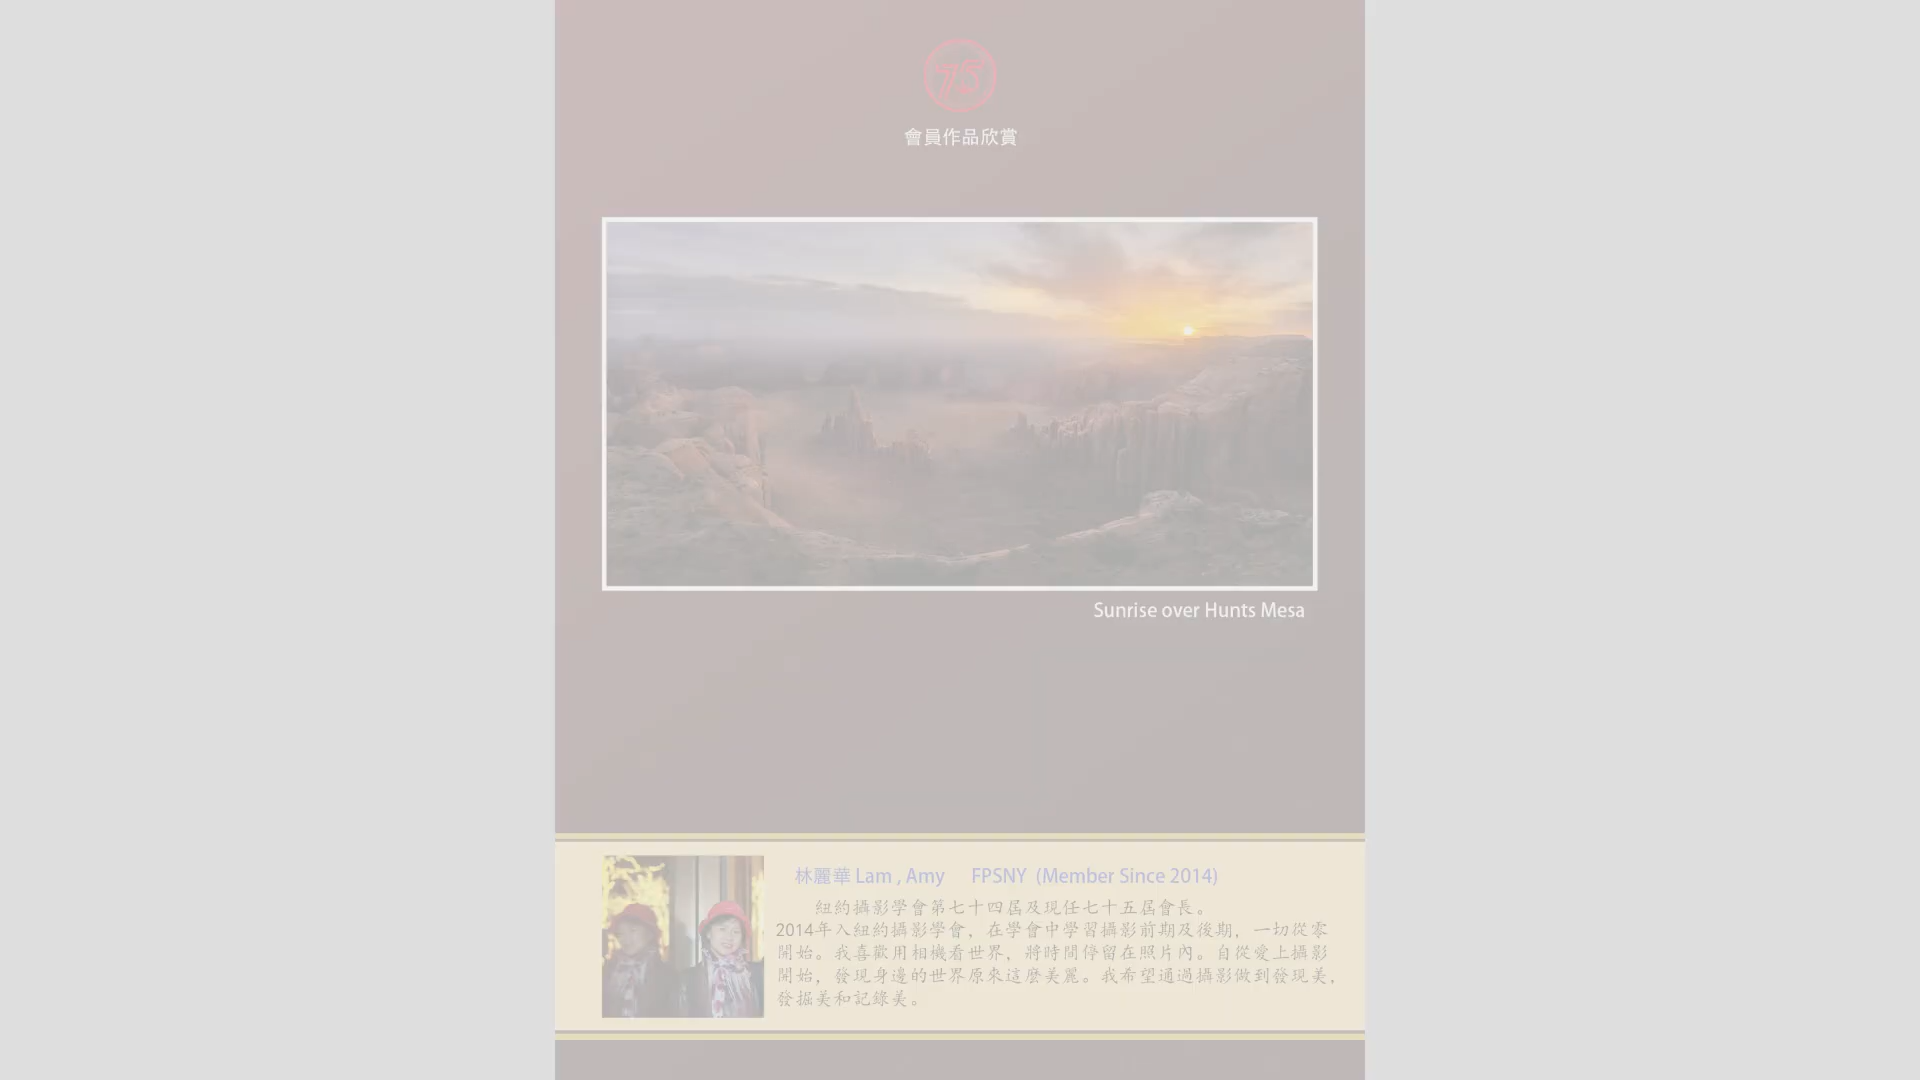 75
會員作品欣賞
Sunrise over Hunts Mesa
林麗華 Lam , Amy FPSNY (Member Since 2014)
紐約攝影學會第七十四屆及現任七十五屆會長。
2014年入紐約攝影學會，在學會中學習攝影前期及後期，一切從零
開始。我喜歡用相機看世界，將時間停留在照片內。自從愛上攝影
開始，發現身邊的世界原來這麼美麗。我希望通過攝影做到發現美，
發掘美和記錄美。